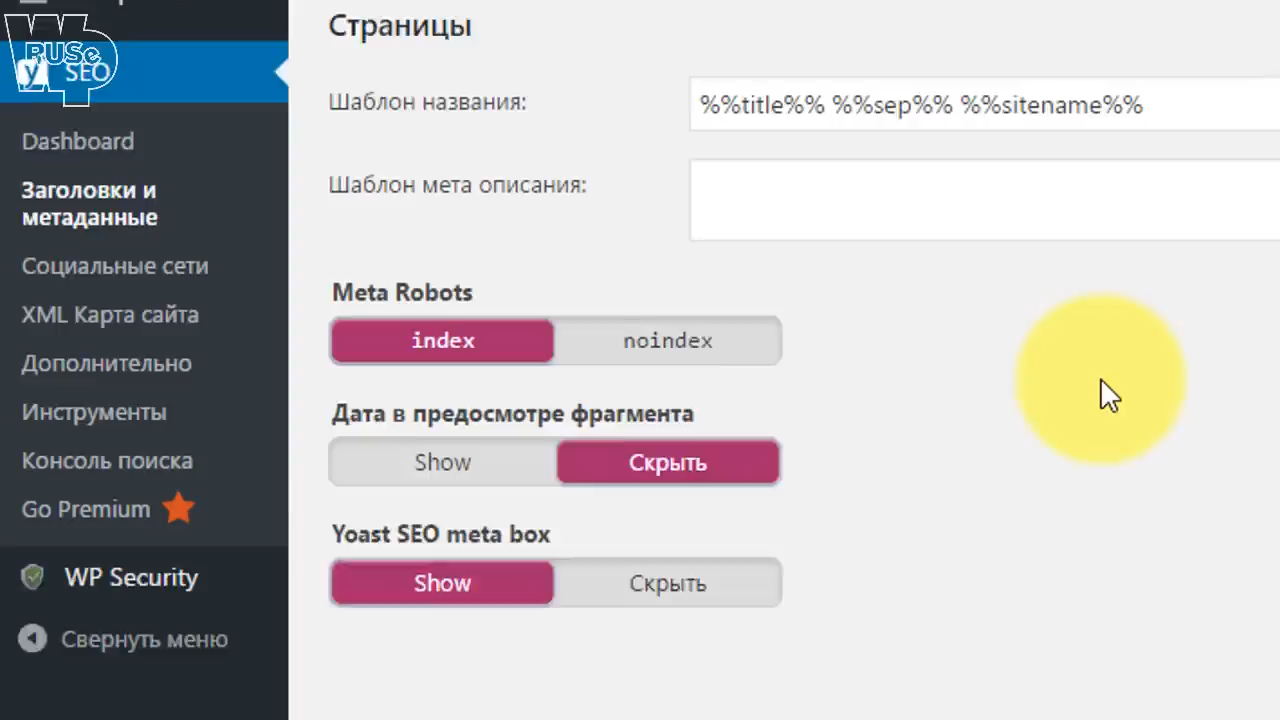 Страницы
RUSe
SEO
Шаблон названия:
%%title%% %%sep%% %%sitename%%
Dashboard
Шаблон мета описания:
Заголовки и
метаданные
Социальные сети
Meta Robots
XML Карта сайта
index
noindex
Дополнительно
Дата в предосмотре фрагмента
Инструменты
Консоль поиска
Show
Скрыть
Go Premium
Yoast SEO meta box
WP Security
Show
Скрыть
Свернуть меню